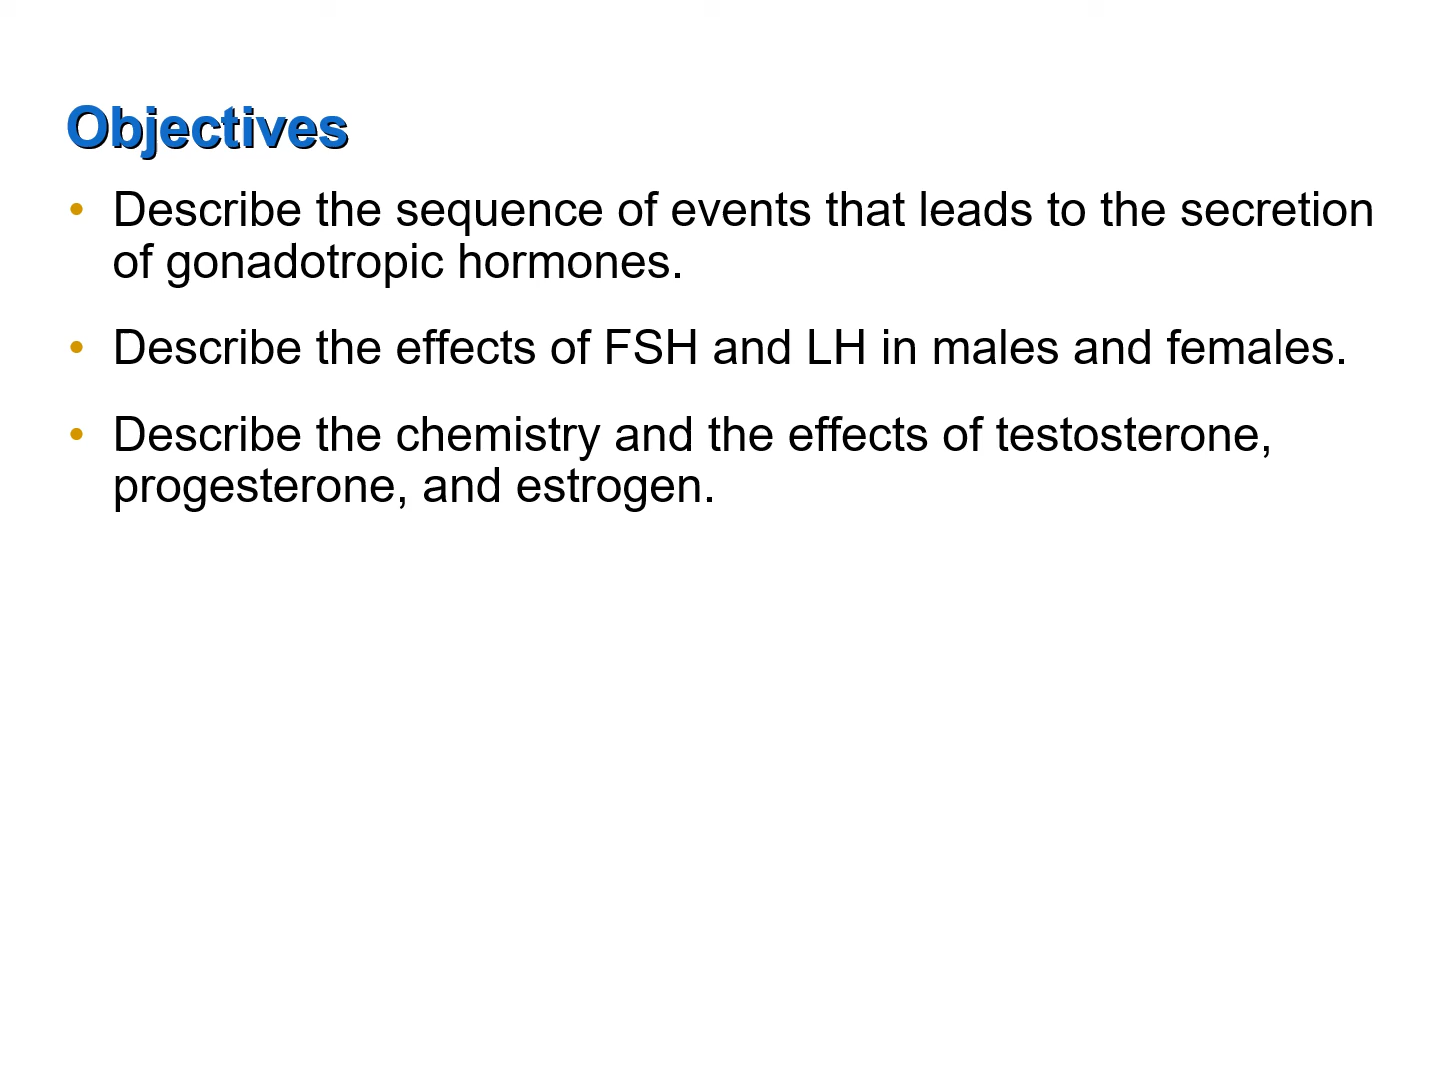 Objectives
• Describe the sequence of events that leads to the secretion
of gonadotropic hormones.
• Describe the effects of FSH and LH in males and females.
• Describe the chemistry and the effects of testosterone,
progesterone, and estrogen.